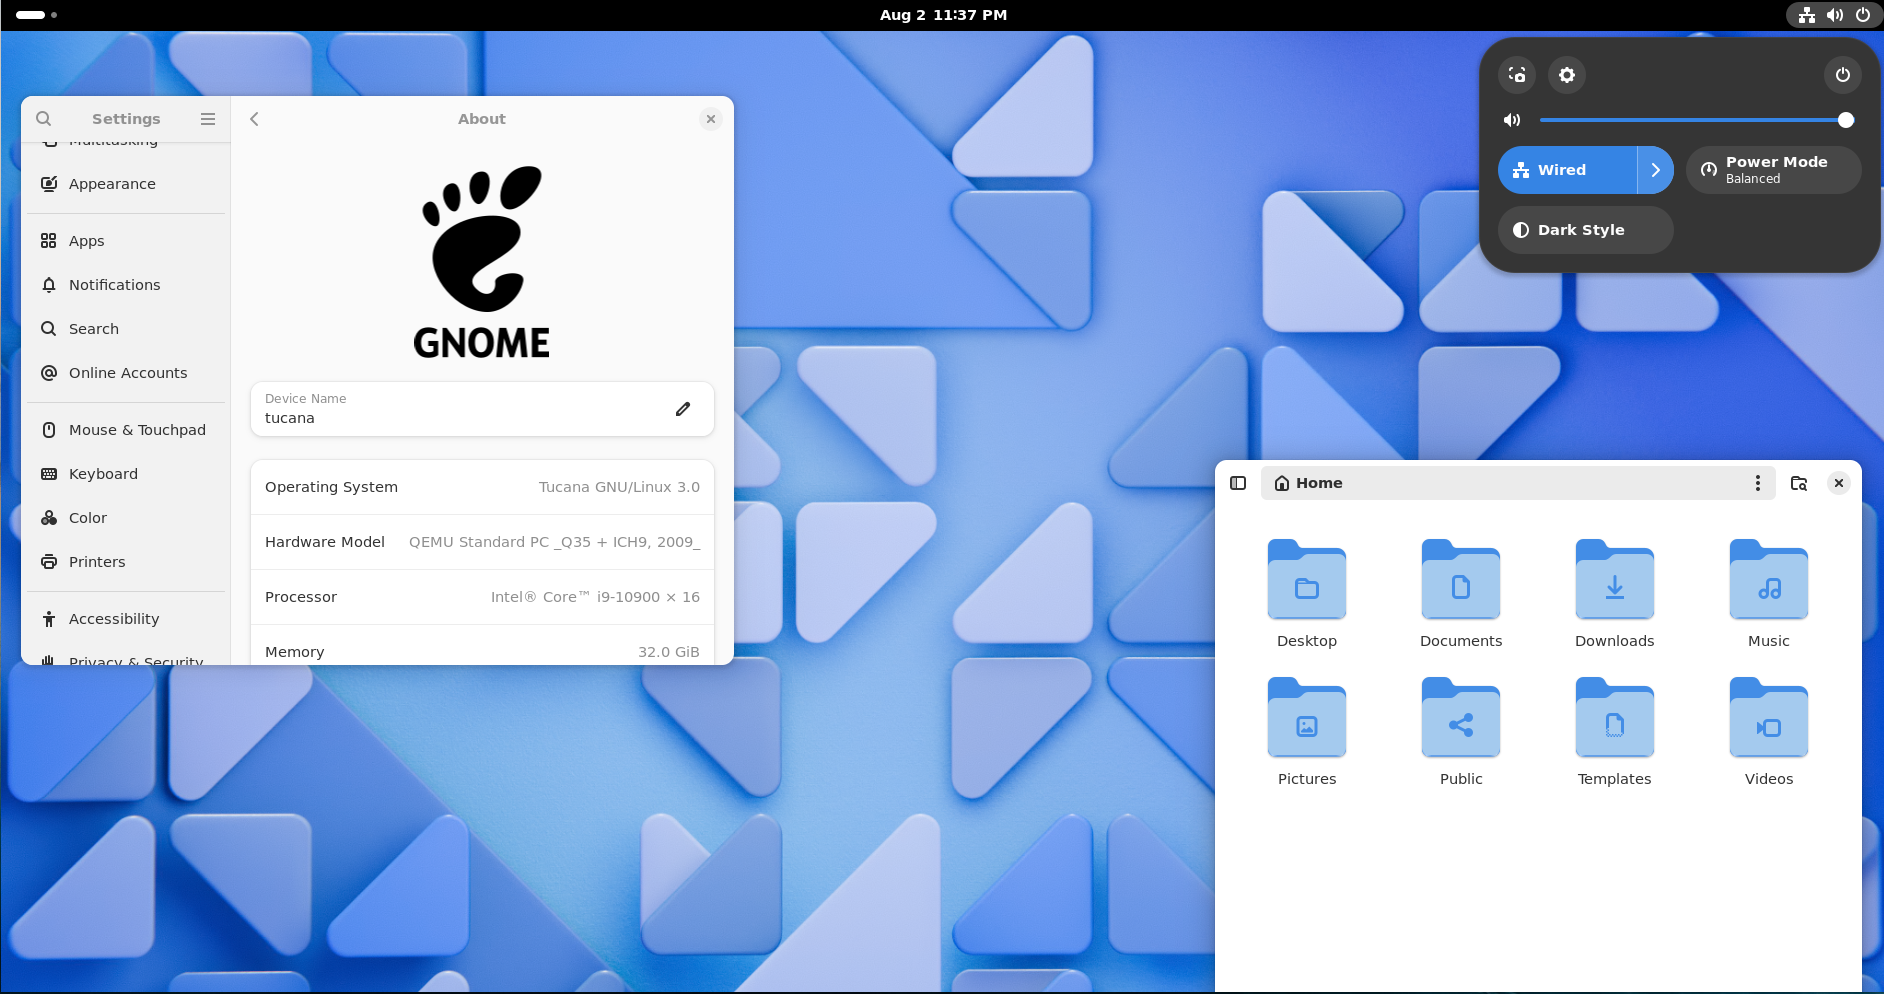 Aug 2 11:37 PM
Settings
Multitasking
Appearance
Apps
Notifications
Search
Online Accounts
Mouse & Touchpad
Keyboard
Color
Printers
Accessibility
Privacy & Security
About
GNOME
Device Name
tucana
Operating System Tucana GNU/Linux 3.0
Hardware Model QEMU Standard PC _Q35 + ICH9, 2009_
Processor Intel® Core™ i9-10900 × 16
Memory 32.0 GiB
Wired
Power Mode
Balanced
Dark Style
Home
Desktop Documents Downloads Music
Pictures Public Templates Videos